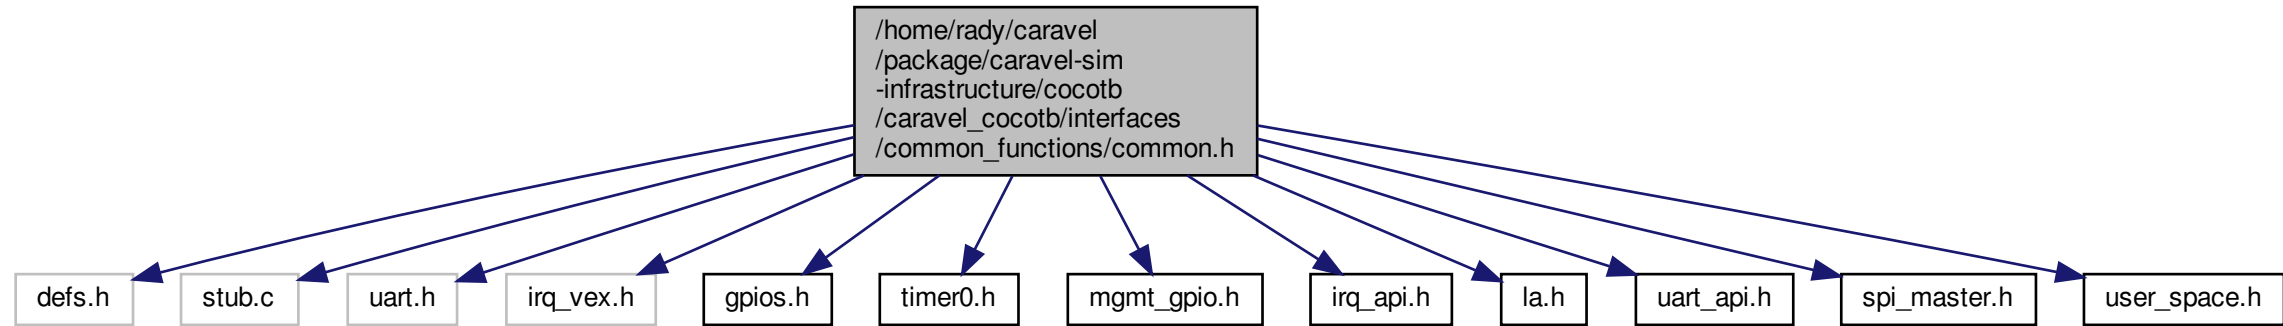 /home/rady/caravel
/package/caravel-sim
-infrastructure/cocotb
/caravel_cocotb/interfaces
/common_functions/common.h
defs.h
stub.c
uart.h
irq_vex.h
gpios.h
timer0.h
mgmt_gpio.h
irq_api.h
la.h
uart_api.h
spi_master.h
user_space.h